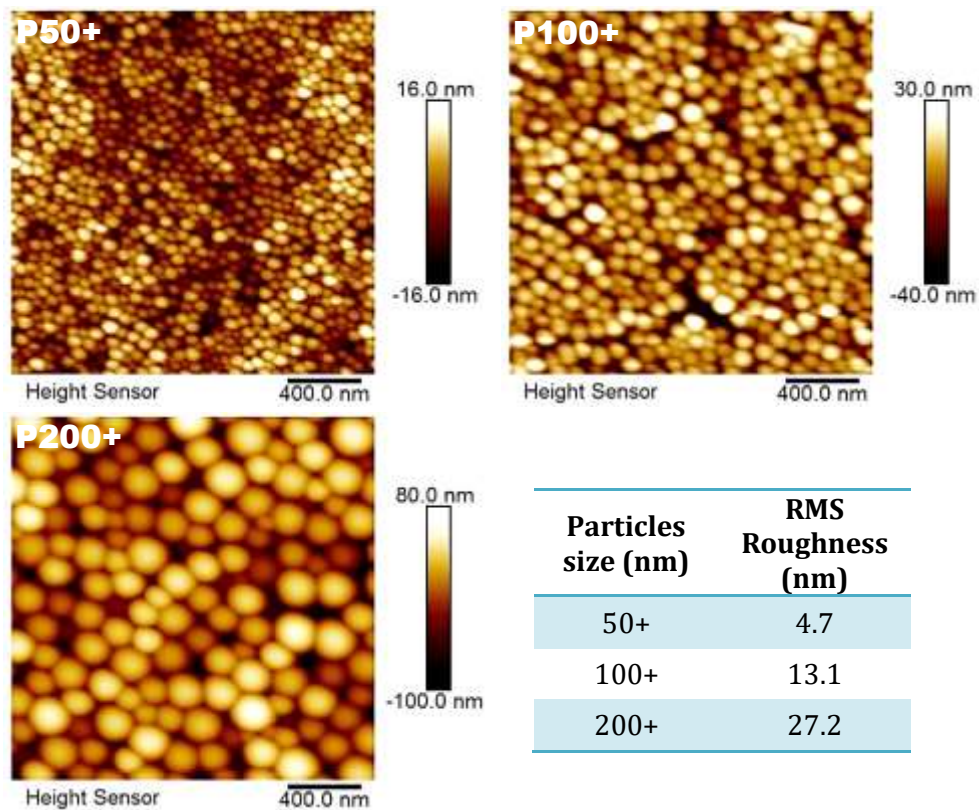 P50+
16.0 nm
-16.0 nm
Height Sensor
400.0 nm
P100+
30.0 nm
-40.0 nm
Height Sensor
400.0 nm
P200+
80.0 nm
-100.0 nm
Height Sensor
400.0 nm
Particles size (nm) RMS Roughness (nm)
50+ 4.7
100+ 13.1
200+ 27.2